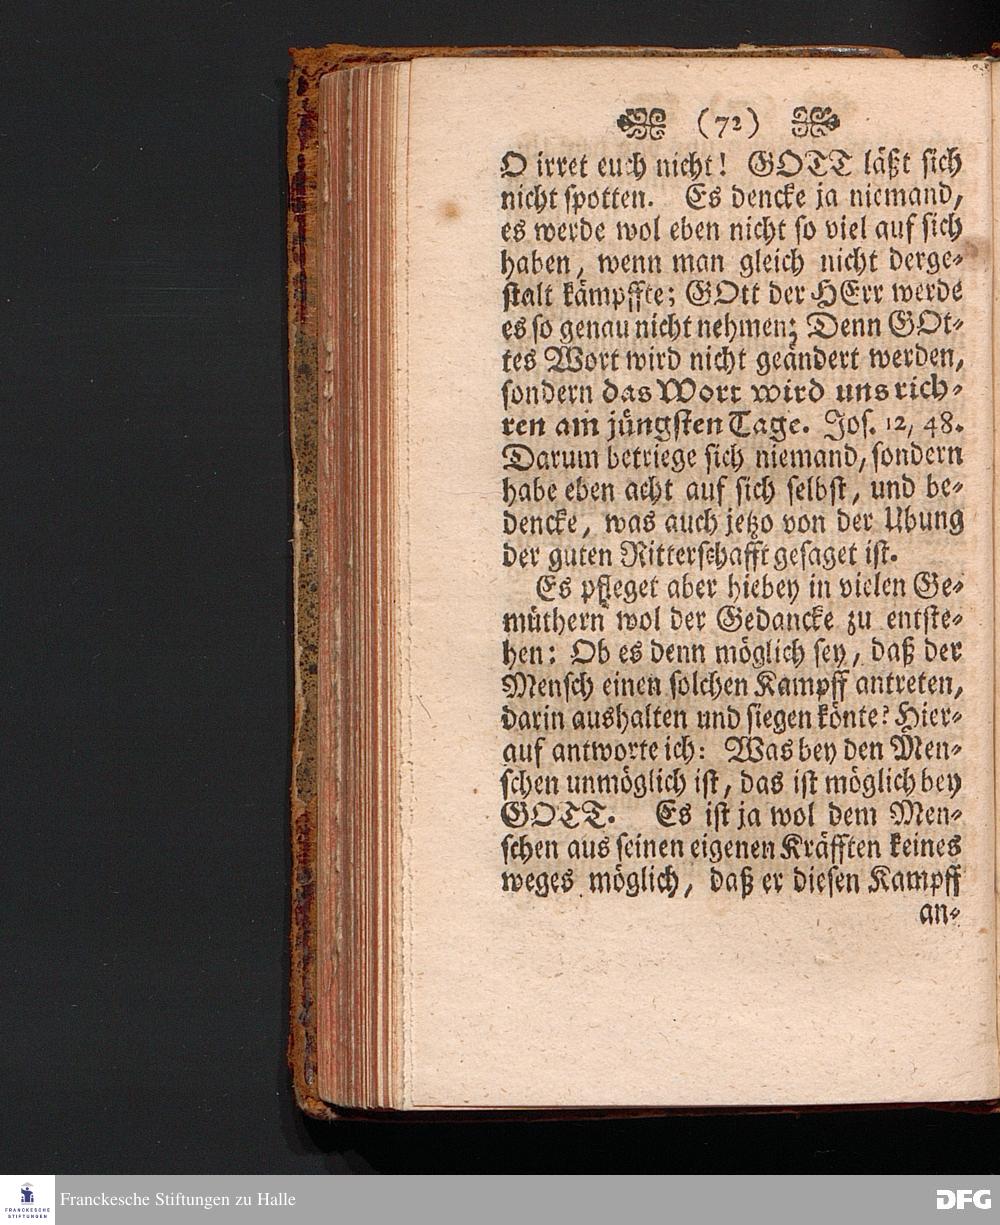 (72)
O irret euch nicht! GOTT läßt sich
nicht spotten. Es dencke ja niemand,
es werde wol eben nicht so viel auf sich
haben, wenn man gleich nicht derge-
stalt kämpffte; GOtt der HErr werde
es so genau nicht nehmen; Denn GOt-
tes Wort wird nicht geändert werden,
sondern das Wort wird uns rich-
ten am jüngsten Tage. Jos. 12, 48.
Darum betriege sich niemand, sondern
habe eben acht auf sich selbst, und be-
dencke, was auch jetzo von der Ubung
der guten Ritterschafft gesaget ist.
Es pfleget aber hiebey in vielen Ge-
müthern wol der Gedancke zu entste-
hen: Ob es denn möglich sey, daß der
Mensch einen solchen Kampff antreten,
darin aushalten und siegen könte? Hier-
auf antworte ich: Was bey den Men-
schen unmöglich ist, das ist möglich bey
GOTT. Es ist ja wol dem Men-
schen aus seinen eigenen Kräfften keines
weges möglich, daß er diesen Kampff
an-
FRANCKESCHE
STIFTUNGEN
Franckesche Stiftungen zu Halle
DFG